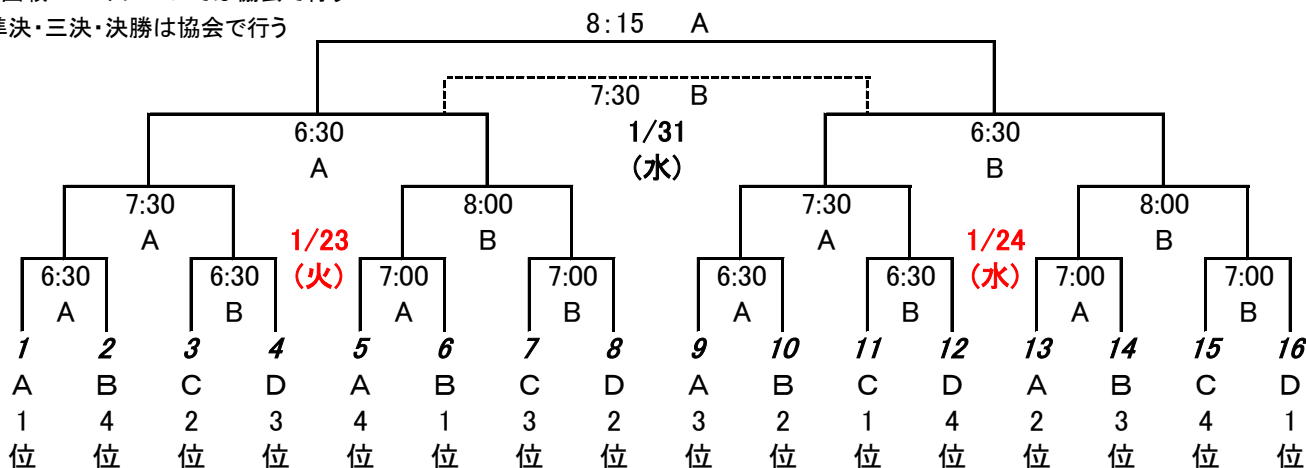 準決・三決・決勝は協会で行う
8:15 A
7:30 B
6:30 1/31 6:30
A (水) B
7:30 8:00 7:30 8:00
A 1/23 B A 1/24 B
(火) (水)
6:30 6:30 7:00 7:00 6:30 6:30 7:00 7:00
A B A B A B A B
1 2 3 4 5 6 7 8 9 10 11 12 13 14 15 16
A B C D A B C D A B C D A B C D
1 4 2 3 4 1 3 2 3 2 1 4 2 3 4 1
位 位 位 位 位 位 位 位 位 位 位 位 位 位 位 位